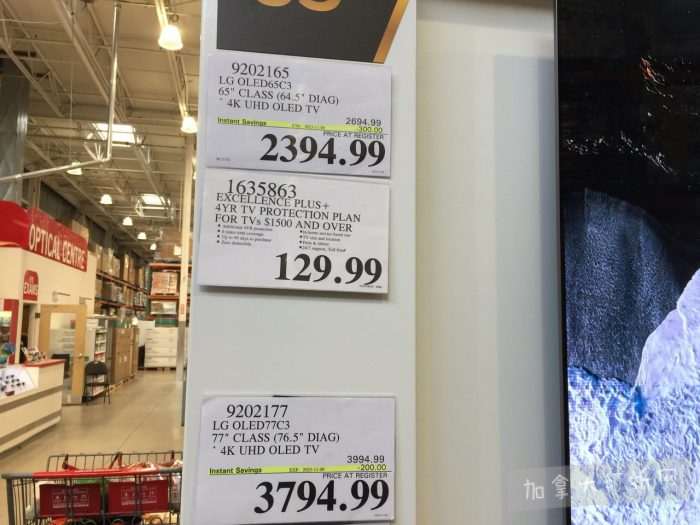 9202165
LG OLED65C3
65" CLASS (64.5" DIAG)
* 4K UHD OLED TV
2694.99
Instant Savings
-300.00
PRICE AT REGISTER
2394.99
1635863
EXCELLENCE PLUS+
4YR TV PROTECTION PLAN
FOR TVs $1500 AND OVER
129.99
OPTICAL CENTRE
EYE
EXAMS
9202177
LG OLED77C3
77" CLASS (76.5" DIAG)
* 4K UHD OLED TV
3994.99
Instant Savings
-200.00
PRICE AT REGISTER
3794.99